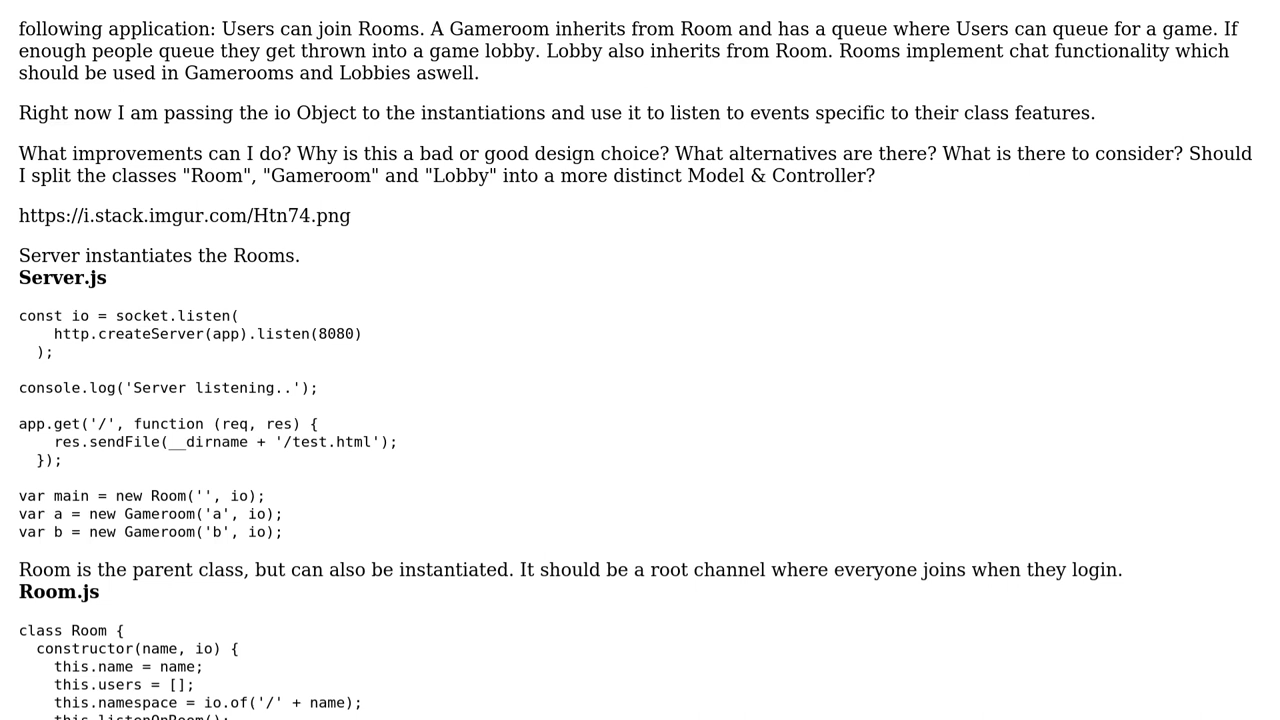 following application: Users can join Rooms. A Gameroom inherits from Room and has a queue where Users can queue for a game. If
enough people queue they get thrown into a game lobby. Lobby also inherits from Room. Rooms implement chat functionality which
should be used in Gamerooms and Lobbies aswell.
Right now I am passing the io Object to the instantiations and use it to listen to events specific to their class features.
What improvements can I do? Why is this a bad or good design choice? What alternatives are there? What is there to consider? Should
I split the classes "Room", "Gameroom" and "Lobby" into a more distinct Model & Controller?
https://i.stack.imgur.com/Htn74.png
Server instantiates the Rooms.
Server.js
const io = socket.listen(
    http.createServer(app).listen(8080)
  );
console.log('Server listening..');
app.get('/', function (req, res) {
    res.sendFile(__dirname + '/test.html');
  });
var main = new Room('', io);
var a = new Gameroom('a', io);
var b = new Gameroom('b', io);
Room is the parent class, but can also be instantiated. It should be a root channel where everyone joins when they login.
Room.js
class Room {
  constructor(name, io) {
    this.name = name;
    this.users = [];
    this.namespace = io.of('/' + name);
    this.listenOnRoom();